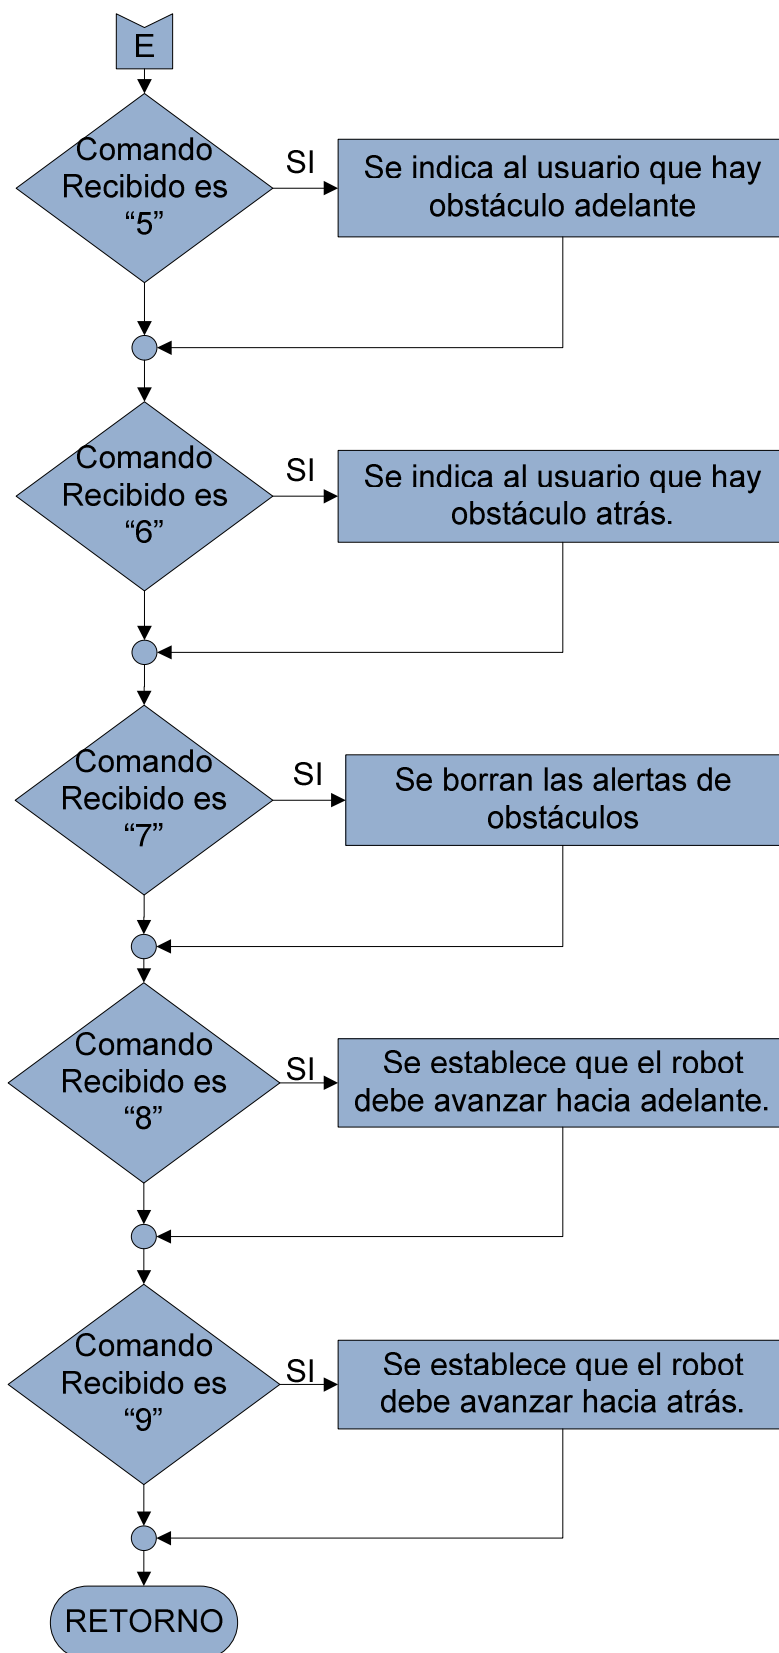 E
Comando
Recibido es
“5”
SI
Se indica al usuario que hay
obstáculo adelante
Comando
Recibido es
“6”
SI
Se indica al usuario que hay
obstáculo atrás.
Comando
Recibido es
“7”
SI
Se borran las alertas de
obstáculos
Comando
Recibido es
“8”
SI
Se establece que el robot
debe avanzar hacia adelante.
Comando
Recibido es
“9”
SI
Se establece que el robot
debe avanzar hacia atrás.
RETORNO